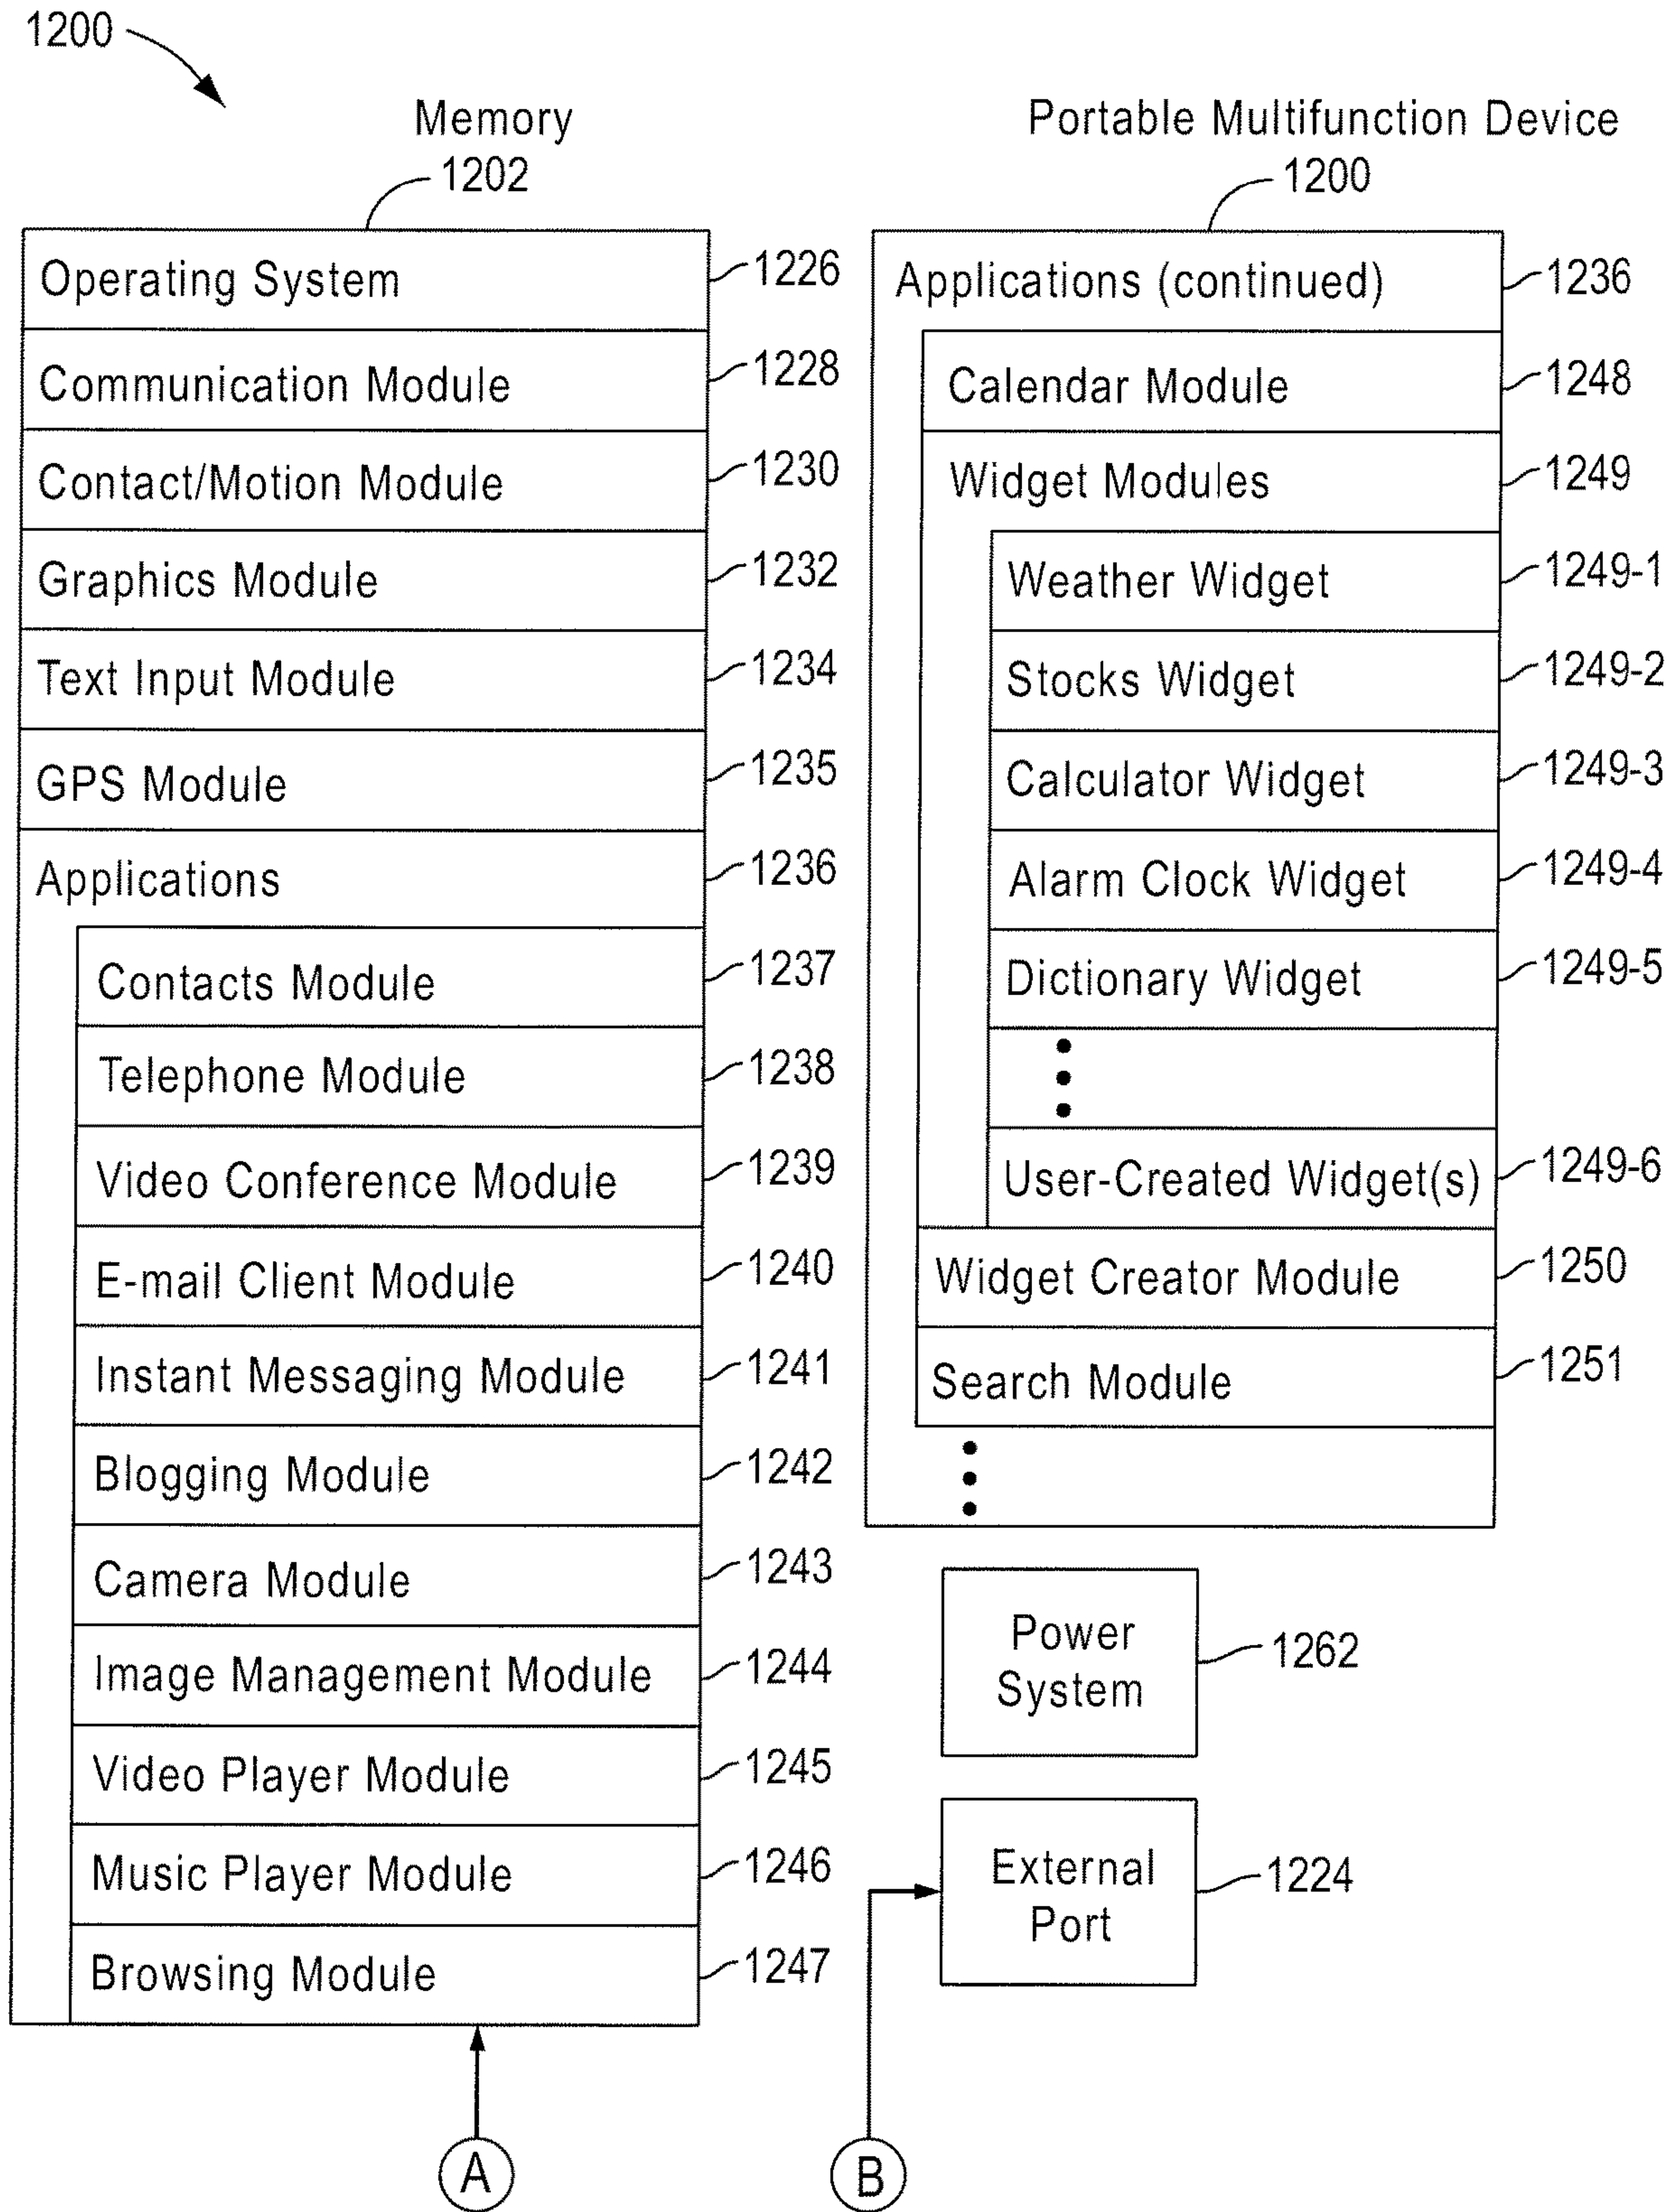 1200
Memory
1202
Operating System 1226
Communication Module 1228
Contact/Motion Module 1230
Graphics Module 1232
Text Input Module 1234
GPS Module 1235
Applications 1236
Contacts Module 1237
Telephone Module 1238
Video Conference Module 1239
E-mail Client Module 1240
Instant Messaging Module 1241
Blogging Module 1242
Camera Module 1243
Image Management Module 1244
Video Player Module 1245
Music Player Module 1246
Browsing Module 1247
A
Portable Multifunction Device
1200
Applications (continued) 1236
Calendar Module 1248
Widget Modules 1249
Weather Widget 1249-1
Stocks Widget 1249-2
Calculator Widget 1249-3
Alarm Clock Widget 1249-4
Dictionary Widget 1249-5
User-Created Widget(s) 1249-6
Widget Creator Module 1250
Search Module 1251
Power
System
1262
External
Port
1224
B